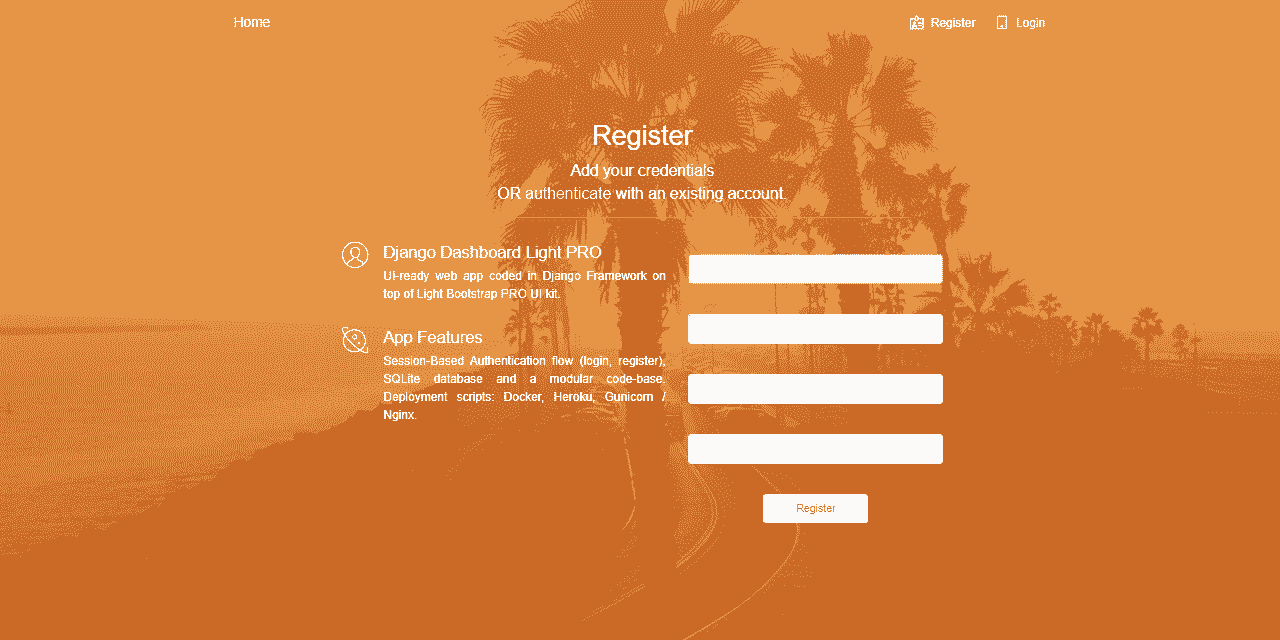 Home
Register
Login
Register
Add your credentials
OR authenticate with an existing account.
Django Dashboard Light PRO
UI-ready web app coded in Django Framework on
top of Light Bootstrap PRO UI kit.
App Features
Session-Based Authentication flow (login, register),
SQLite database and a modular code-base.
Deployment scripts: Docker, Heroku, Gunicorn /
Nginx.
Register